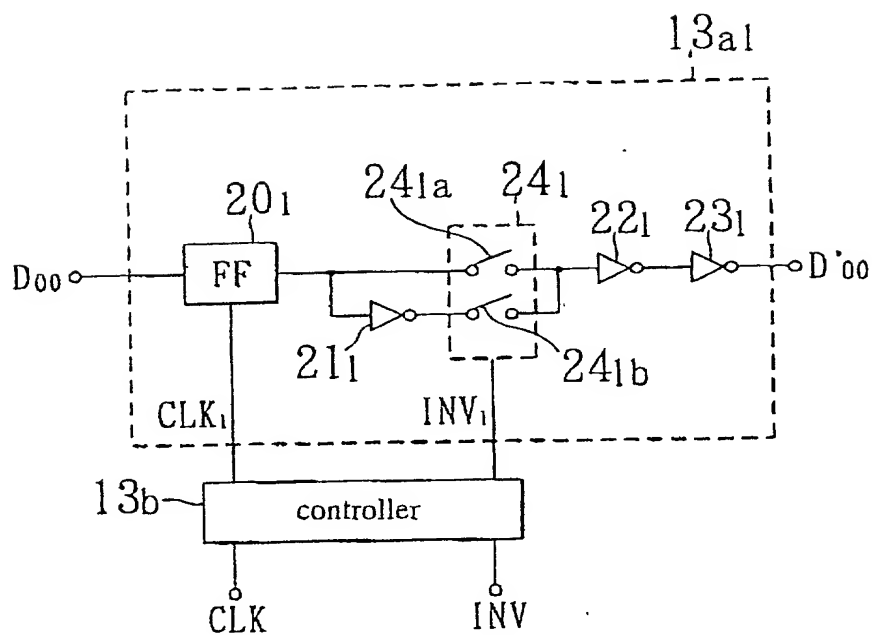 13a1
24₁a
24₁
20₁
22₁
23₁
D₀₀
FF
D'₀₀
21₁
24₁b
CLK₁
INV₁
13b
controller
CLK
INV